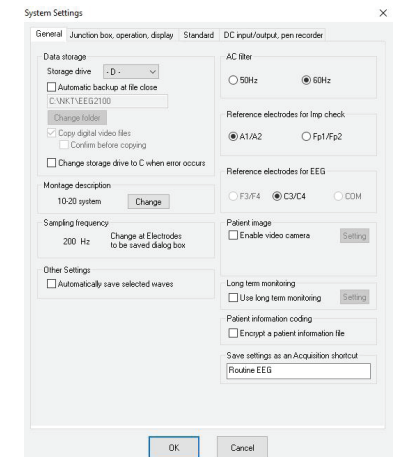 System Settings
General
Junction box, operation, display
Standard
DC input/output, pen recorder
Data storage
Storage drive
- D -
Automatic backup at file close
C:\NKT\EEG2100
Change folder
Copy digital video files
Confirm before copying
Change storage drive to C when error occurs
Montage description
10-20 system
Change
Sampling frequency
200 Hz
Change at Electrodes
to be saved dialog box
Other Settings
Automatically save selected waves
AC filter
50Hz
60Hz
Reference electrodes for Imp check
A1/A2
Fp1/Fp2
Reference electrodes for EEG
F3/F4
C3/C4
COM
Patient image
Enable video camera
Setting
Long term monitoring
Use long term monitoring
Setting
Patient information coding
Encrypt a patient information file
Save settings as an Acquisition shortcut
Routine EEG
OK
Cancel